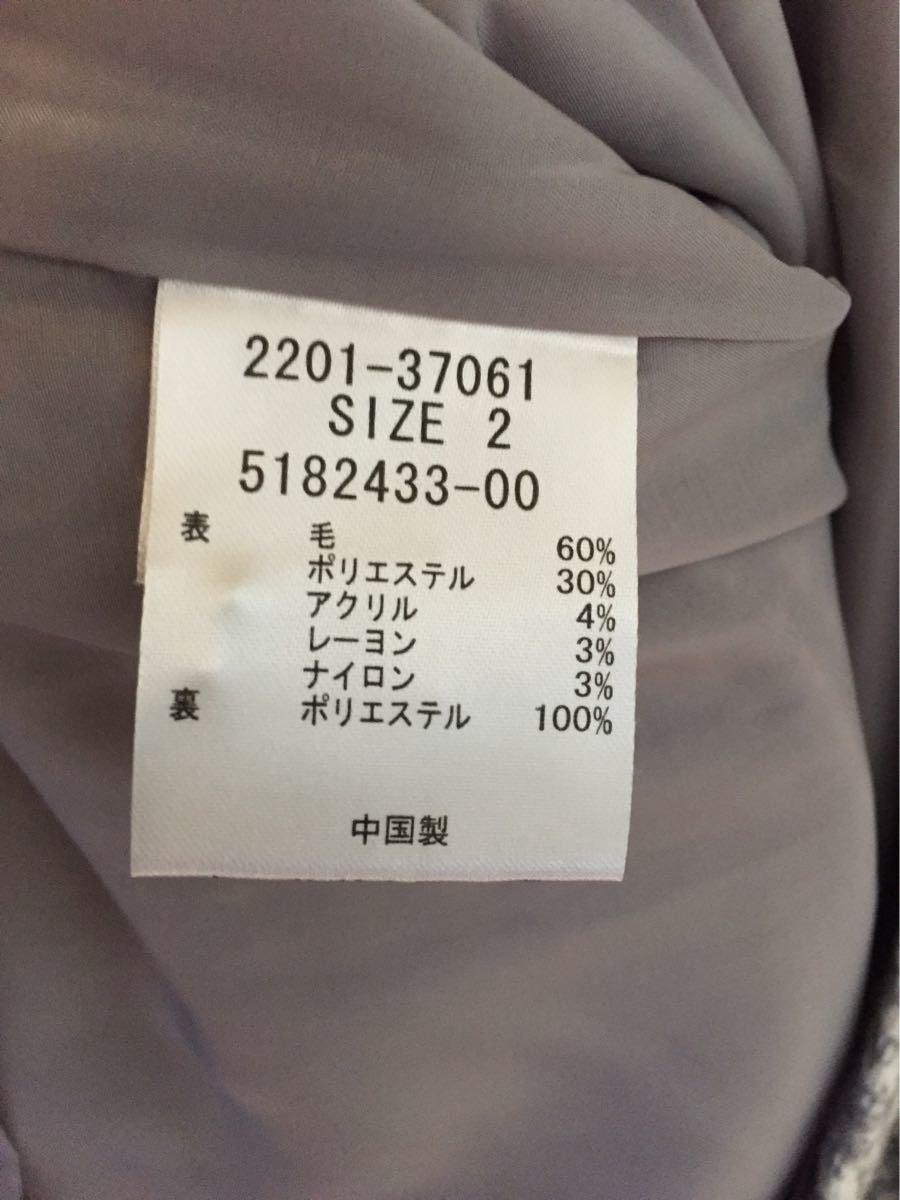 2201-37061
SIZE 2
5182433-00
表 毛 60%
ポリエステル 30%
アクリル 4%
レーヨン 3%
ナイロン 3%
裏 ポリエステル 100%
中国製